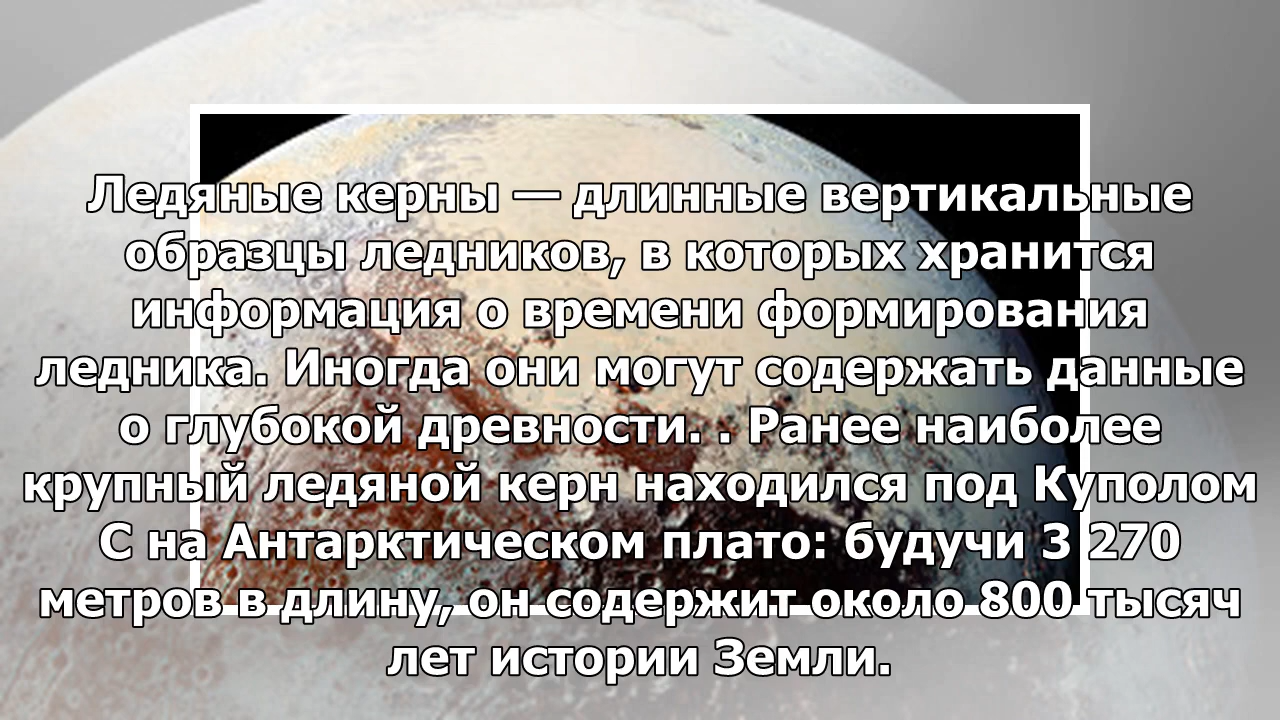 Ледяные керны — длинные вертикальные
образцы ледников, в которых хранится
информация о времени формирования
ледника. Иногда они могут содержать данные
о глубокой древности. . Ранее наиболее
крупный ледяной керн находился под Куполом
С на Антарктическом плато: будучи 3 270
метров в длину, он содержит около 800 тысяч
лет истории Земли.